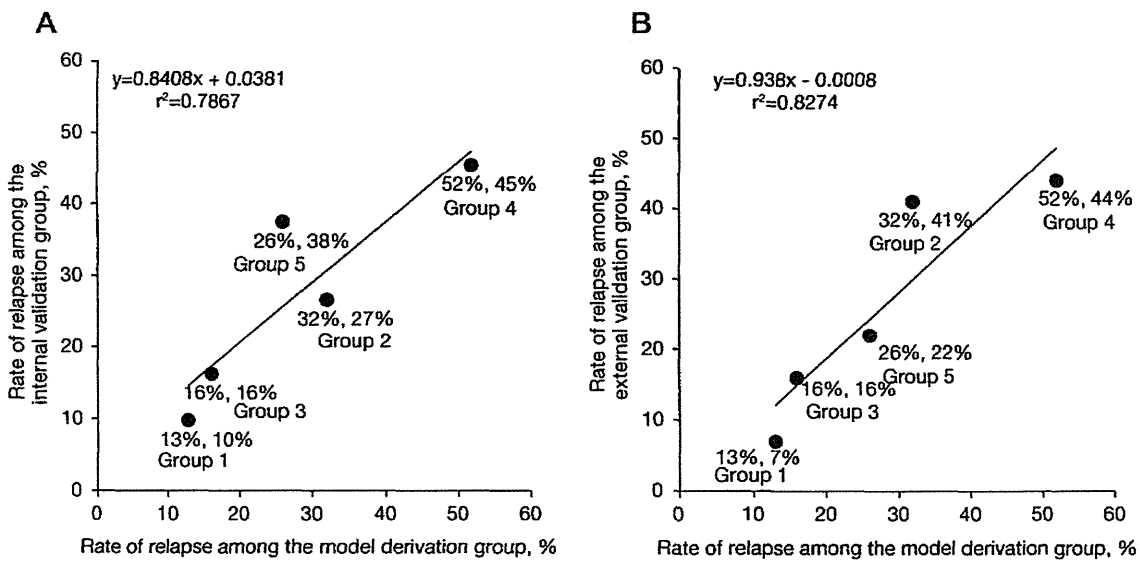 A
60
50
40
30
20
10
0
Rate of relapse among the
internal validation group, %
y=0.8408x + 0.0381
r²=0.7867
52%, 45%
Group 4
26%, 38%
Group 5
32%, 27%
Group 2
16%, 16%
Group 3
13%, 10%
Group 1
0 10 20 30 40 50 60
Rate of relapse among the model derivation group, %
B
60
50
40
30
20
10
0
Rate of relapse among the
external validation group, %
y=0.938x - 0.0008
r²=0.8274
52%, 44%
Group 4
32%, 41%
Group 2
26%, 22%
Group 5
16%, 16%
Group 3
13%, 7%
Group 1
0 10 20 30 40 50 60
Rate of relapse among the model derivation group, %